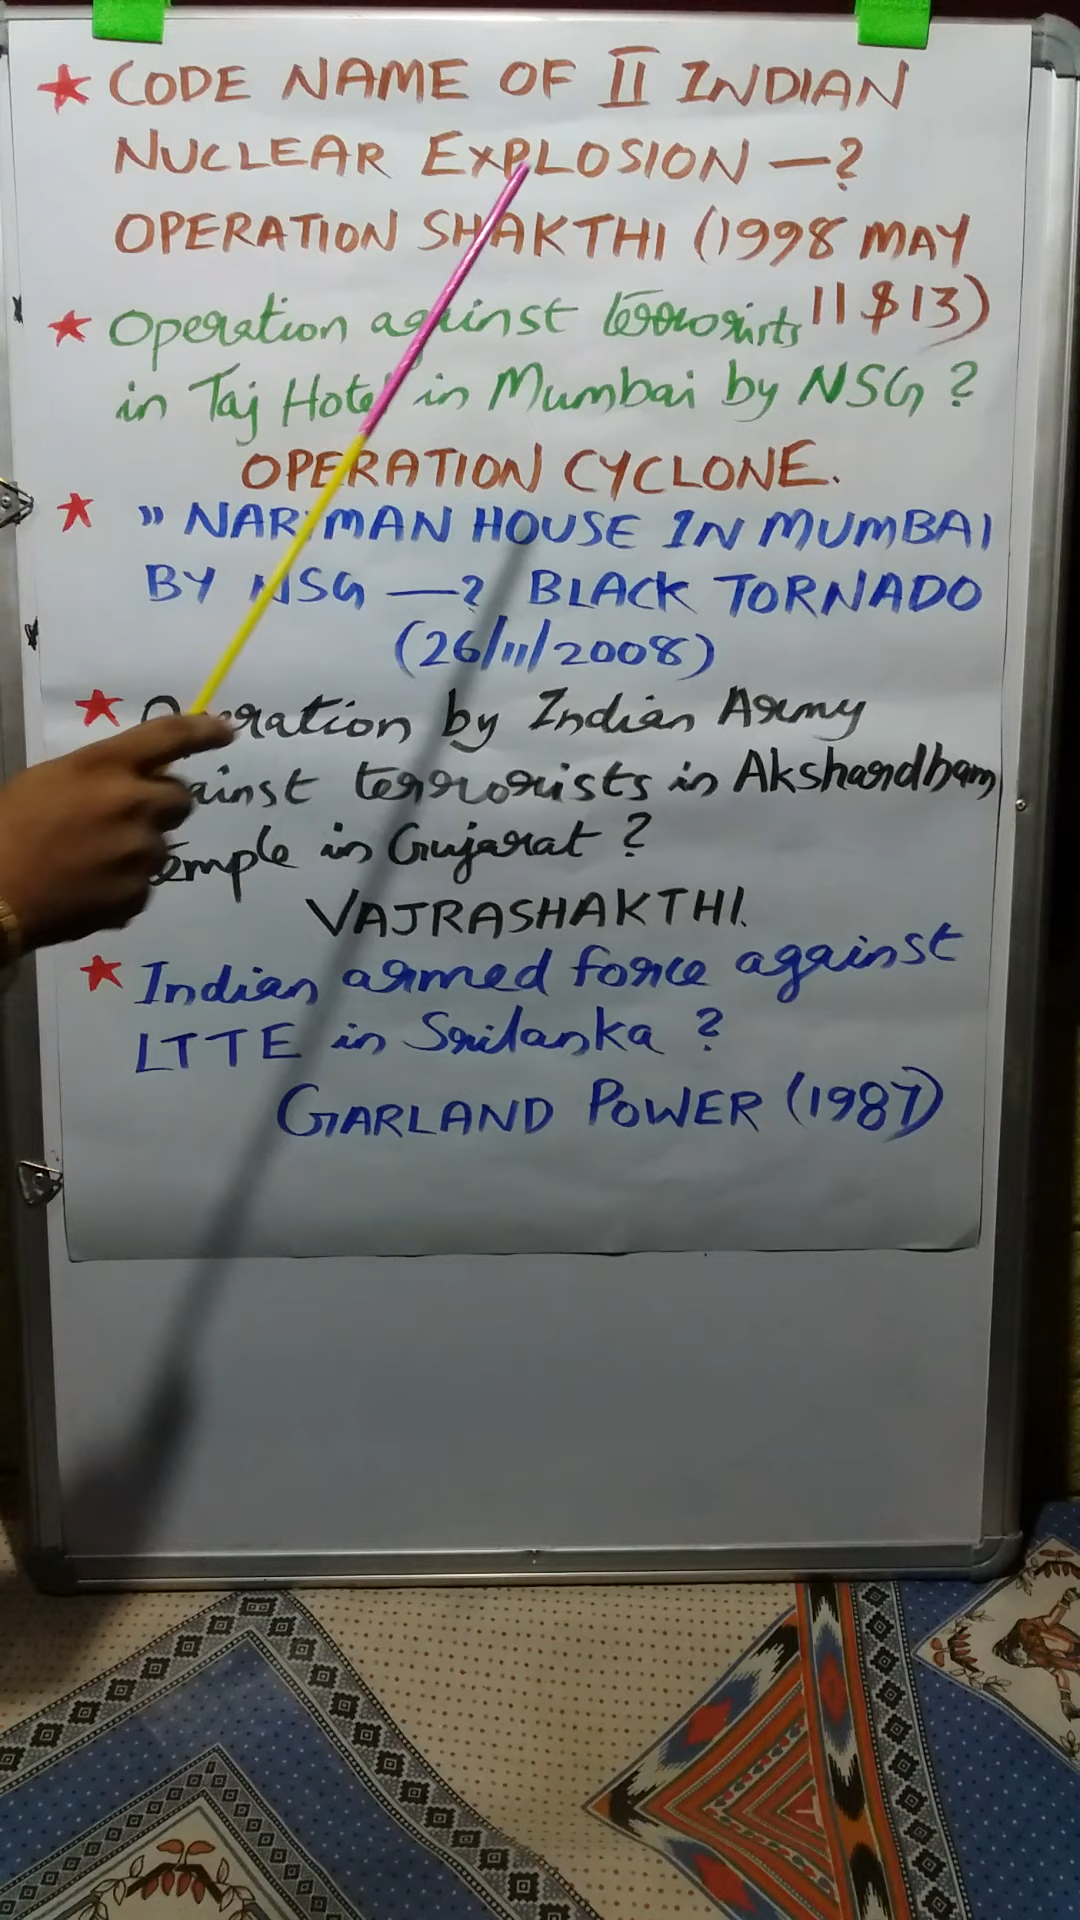 ★ CODE NAME OF II INDIAN
NUCLEAR EXPLOSION —?
OPERATION SHAKTHI (1998 MAY
11 $ 13)
★ Operation against terrorists
in Taj Hotel in Mumbai by NSG ?
OPERATION CYCLONE.
★ " NARIMAN HOUSE IN MUMBAI
BY NSG —? BLACK TORNADO
(26/11/2008)
★ Operation by Indian Army
against terrorists in Akshardham
temple in Gujarat ?
VAJRASHAKTHI.
★ Indian armed force against
LTTE in Srilanka ?
GARLAND POWER (1987)